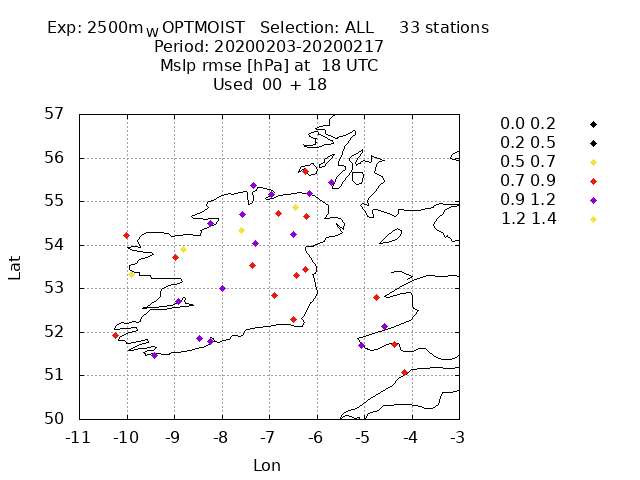 Exp: 2500m W OPTMOIST Selection: ALL 33 stations
Period: 20200203-20200217
Mslp rmse [hPa] at 18 UTC
Used 00 + 18
57
56
55
54
53
52
51
50
-11 -10 -9 -8 -7 -6 -5 -4 -3
Lat
Lon
0.0 0.2
0.2 0.5
0.5 0.7
0.7 0.9
0.9 1.2
1.2 1.4